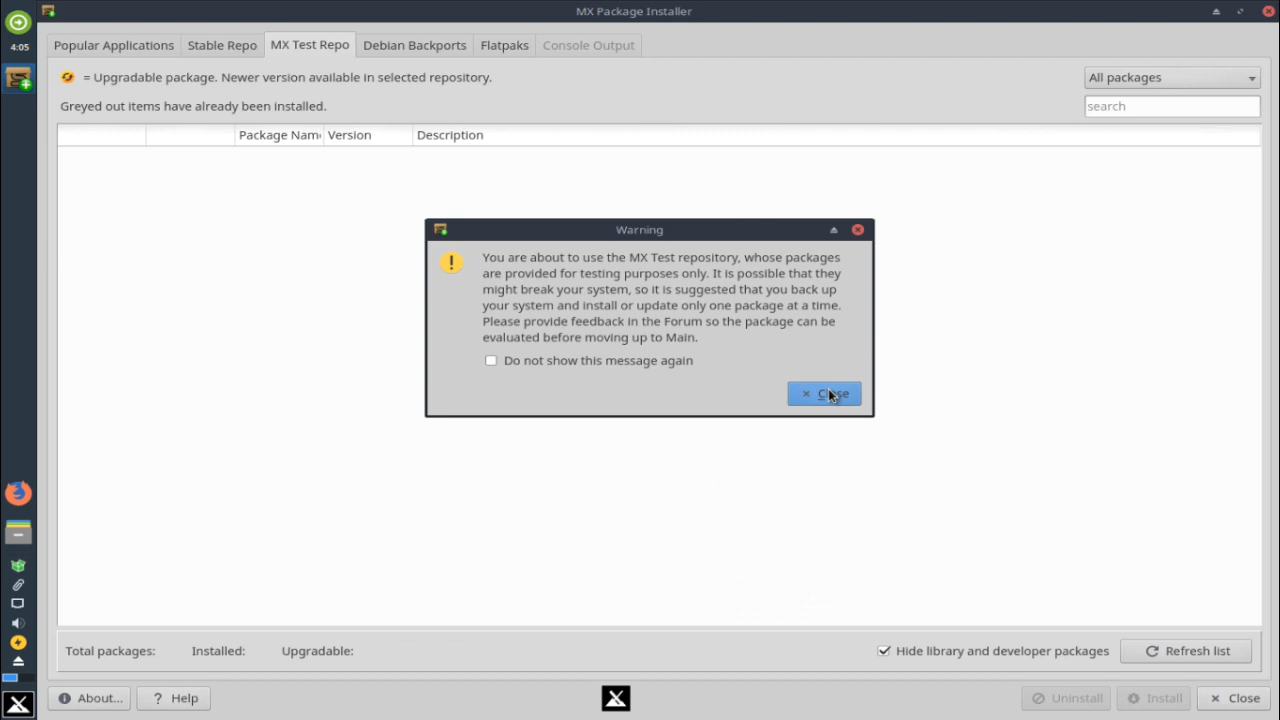 MX Package Installer
4:05
Popular Applications
Stable Repo
MX Test Repo
Debian Backports
Flatpaks
Console Output
= Upgradable package. Newer version available in selected repository.
All packages
Greyed out items have already been installed.
search
Package Nam
Version
Description
Warning
You are about to use the MX Test repository, whose packages
are provided for testing purposes only. It is possible that they
might break your system, so it is suggested that you back up
your system and install or update only one package at a time.
Please provide feedback in the Forum so the package can be
evaluated before moving up to Main.
Do not show this message again
Close
Total packages:
Installed:
Upgradable:
Hide library and developer packages
Refresh list
About...
Help
Uninstall
Install
Close